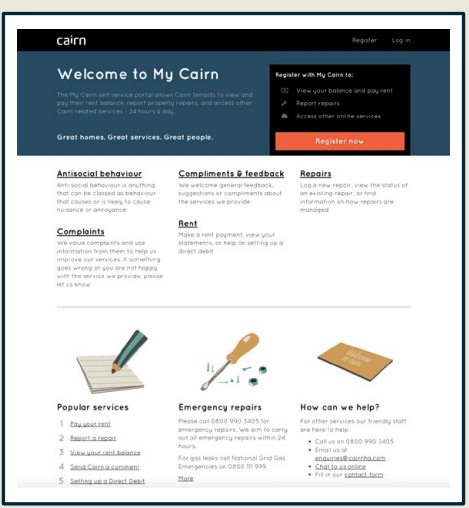 cairn
Register Log in
Welcome to My Cairn
The My Cairn self-service portal allows Cairn tenants to view and
pay their rent balance, report property repairs, and access other
Cairn related services - 24 hours a day.
Great homes. Great services. Great people.
Register with My Cairn to:
View your balance and pay rent
Report repairs
Access other online services
Register now
Antisocial behaviour
Antisocial behaviour is anything
that can be classed as behaviour
that causes or is likely to cause
nuisance or annoyance
Complaints
We value complaints and use
information from them to help us
improve our services. If something
goes wrong or you are not happy
with the service we provide, please
let us know
Compliments & feedback
We welcome general feedback,
suggestions or compliments about
the services we provide
Rent
Make a rent payment, view your
statements, or help on setting up a
direct debit
Repairs
Log a new repair, view the status of
an existing repair, or find
information on how repairs are
managed
Popular services
1 Pay your rent
2 Report a repair
3 View your rent balance
4 Send Cairn a comment
5 Setting up a Direct Debit
Emergency repairs
Please call 0800 990 3405 for
emergency repairs. We aim to carry
out all emergency repairs within 24
hours.
For gas leaks call National Grid Gas
Emergencies on 0800 111 999.
More
Welcome
How can we help?
For other services our friendly staff
are here to help:
Call us on 0800 990 3405
Email us at
enquiries@cairnha.com
Chat to us online
Fill in our contact form